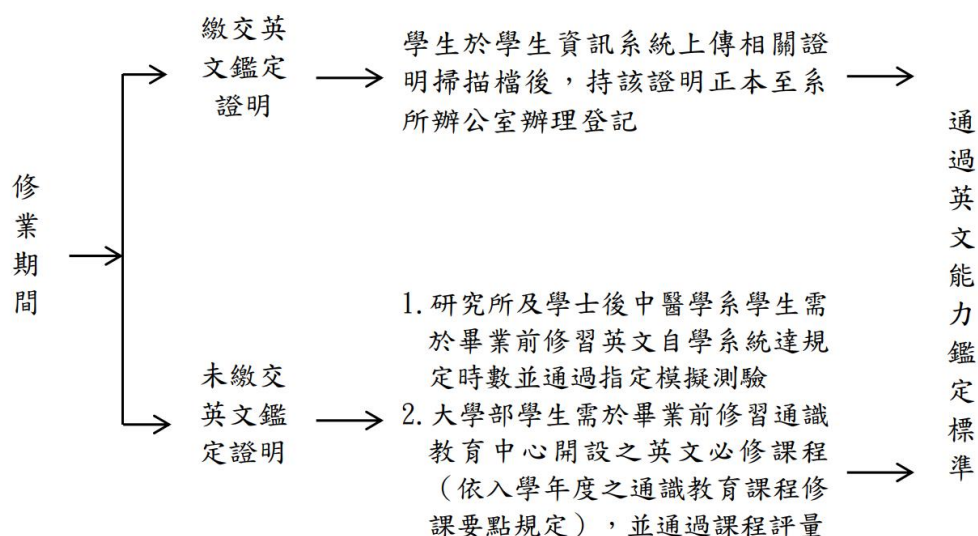 修業期間
繳交英
文鑑定
證明
學生於學生資訊系統上傳相關證
明掃描檔後，持該證明正本至系
所辦公室辦理登記
未繳交
英文鑑
定證明
1.研究所及學士後中醫學系學生需
於畢業前修習英文自學系統達規
定時數並通過指定模擬測驗
2.大學部學生需於畢業前修習通識
教育中心開設之英文必修課程
（依入學年度之通識教育課程修
課要點規定），並通過課程評量
通過英文能力鑑定標準